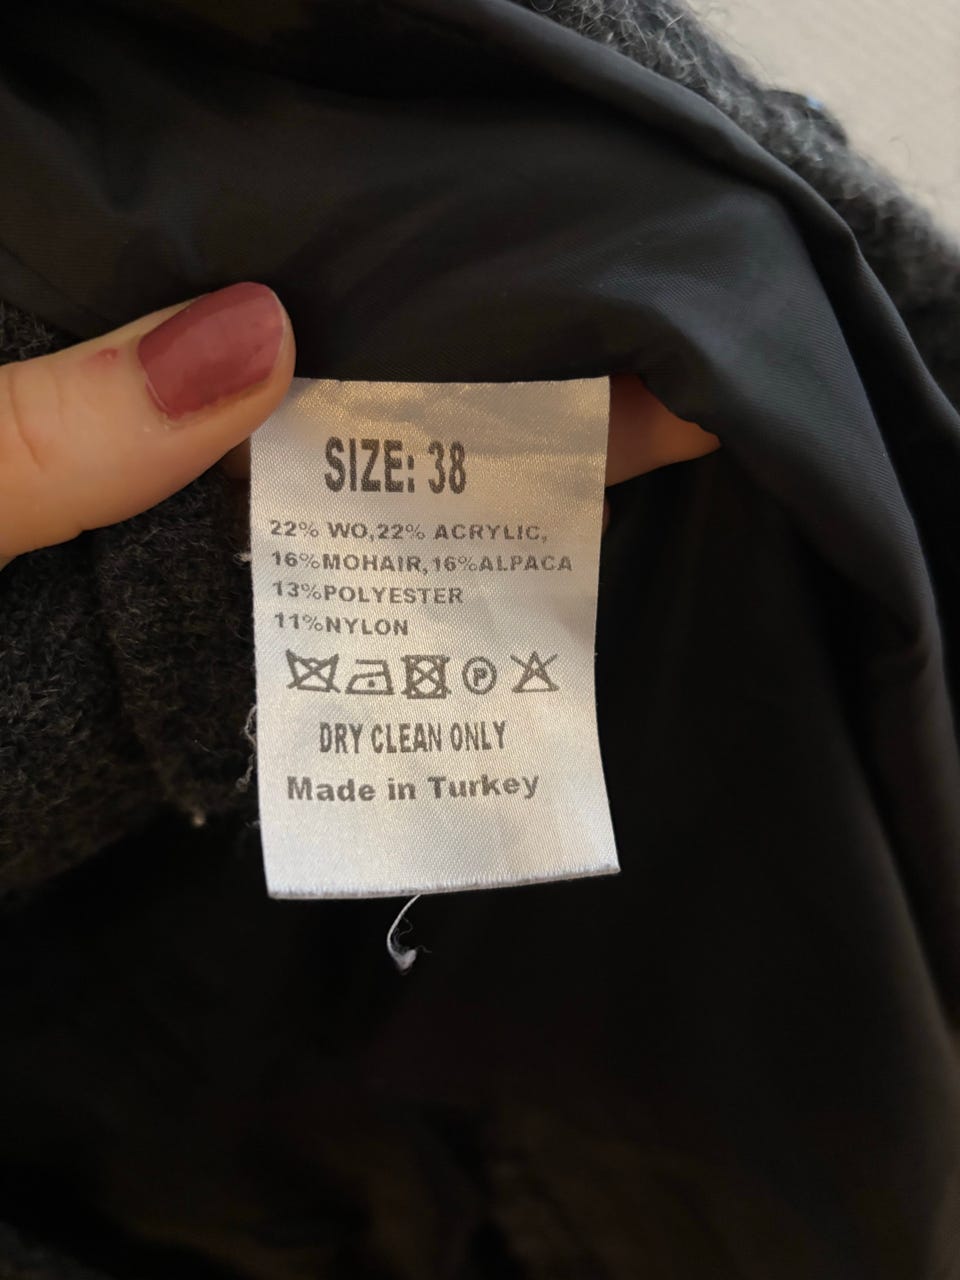 SIZE: 38
22% WO,22% ACRYLIC,
16%MOHAIR,16%ALPACA
13%POLYESTER
11%NYLON
P
DRY CLEAN ONLY
Made in Turkey